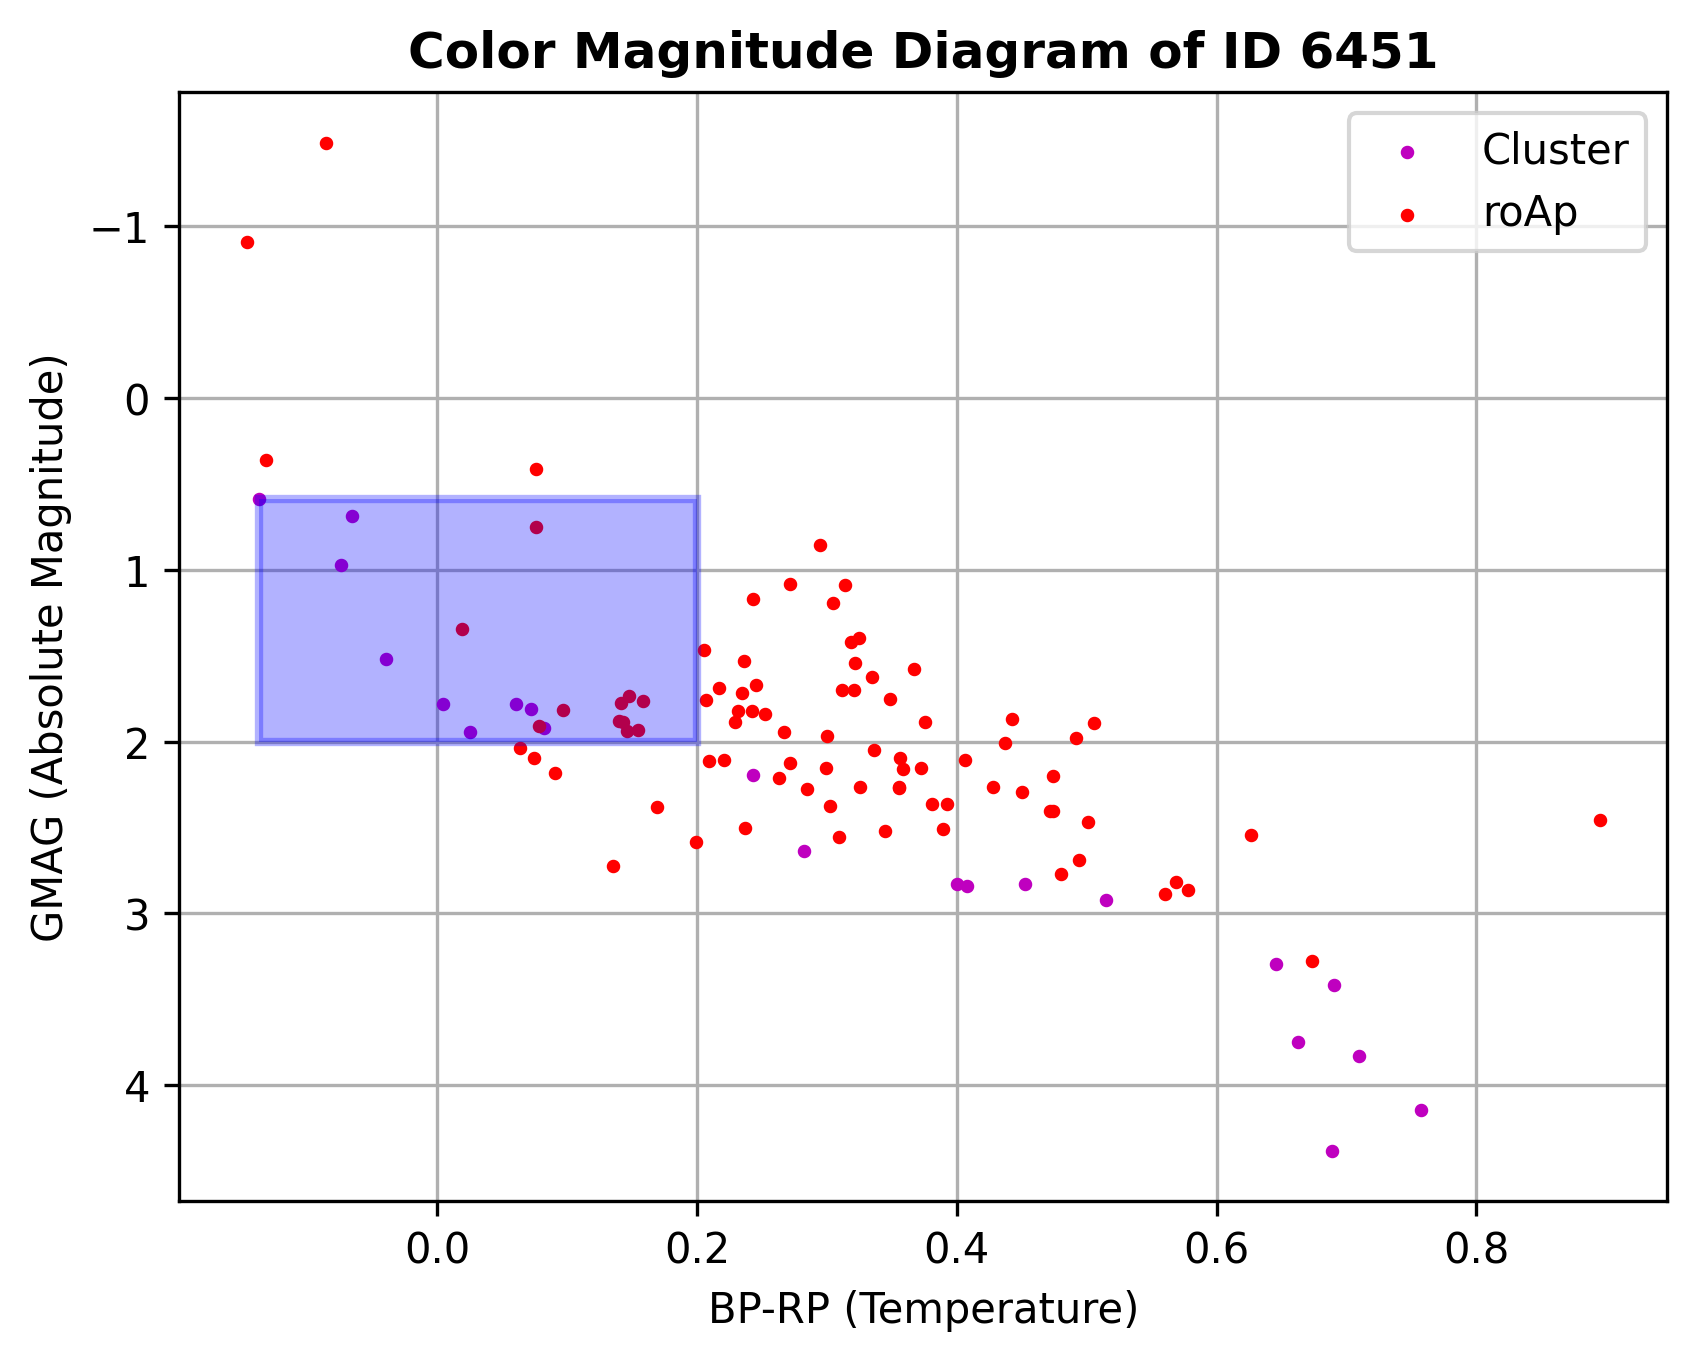 Color Magnitude Diagram of ID 6451
Cluster
roAp
GMAG (Absolute Magnitude)
−1
0
1
2
3
4
0.0 0.2 0.4 0.6 0.8
BP-RP (Temperature)